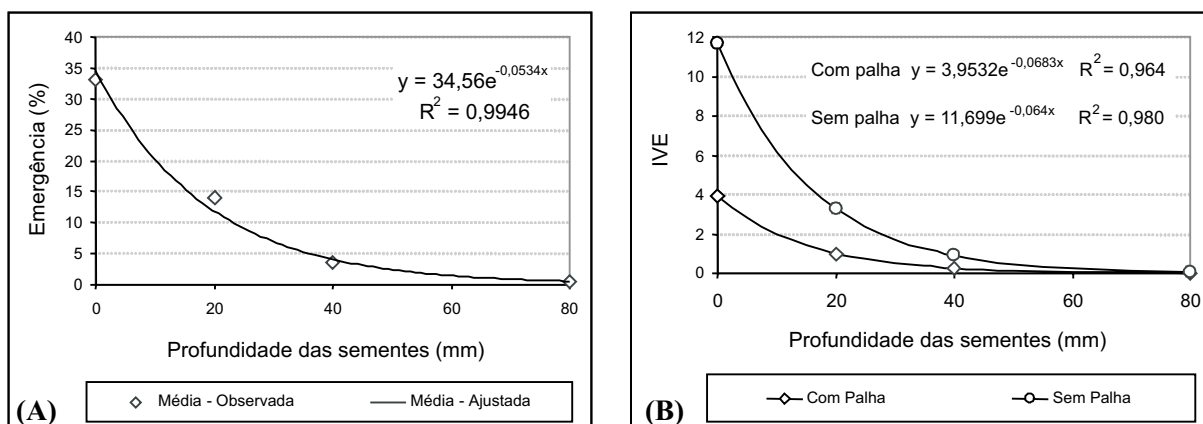 40
35
30
25
20
15
10
5
0
Emergência (%)
y = 34,56e^-0,0534x
R² = 0,9946
0 20 40 60 80
Profundidade das sementes (mm)
Média - Observada Média - Ajustada
(A)
12
10
8
6
4
2
0
IVE
Com palha y = 3,9532e^-0,0683x R² = 0,964
Sem palha y = 11,699e^-0,064x R² = 0,980
0 20 40 60 80
Profundidade das sementes (mm)
Com Palha Sem Palha
(B)